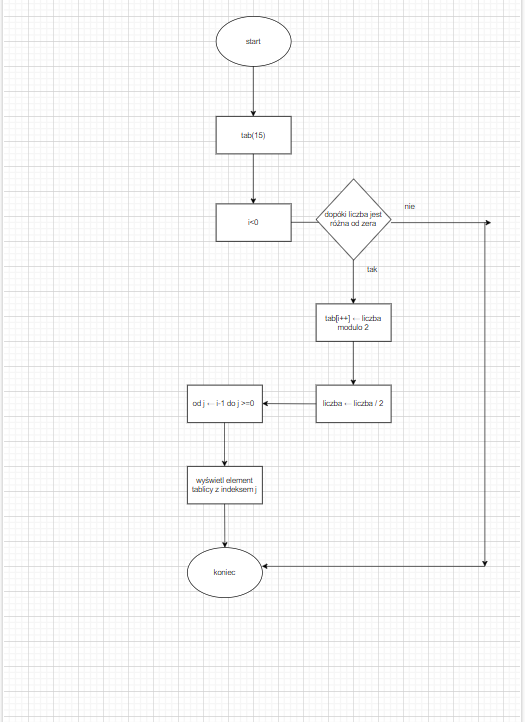 start
tab(15)
i<0
dopóki liczba jest
różna od zera
nie
tak
tab[i++] ← liczba
modulo 2
liczba ← liczba / 2
od j ← i-1 do j >=0
wyświetl element
tablicy z indeksem j
koniec